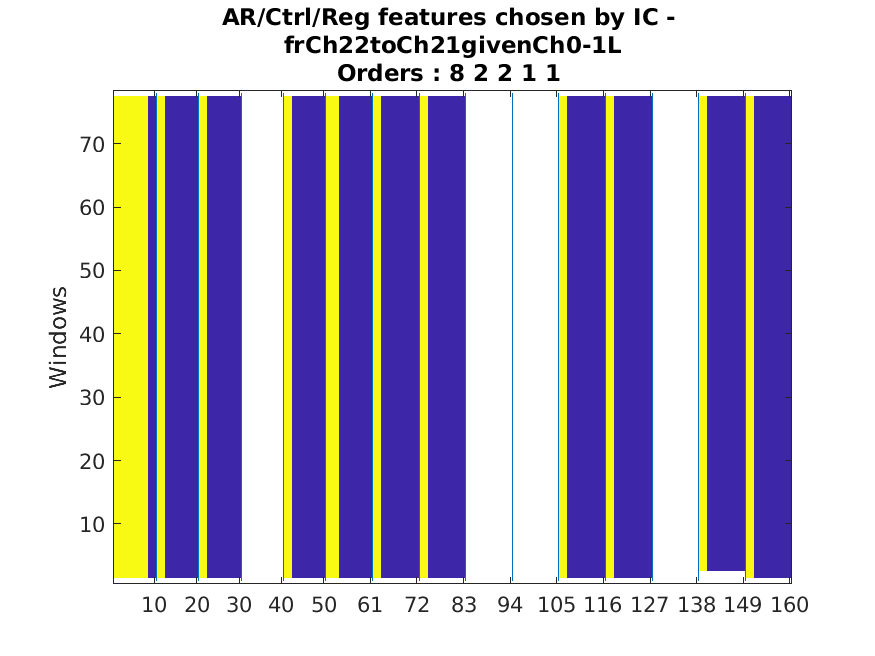 AR/Ctrl/Reg features chosen by IC -
frCh22toCh21givenCh0-1L
Orders : 8 2 2 1 1
Windows
70
60
50
40
30
20
10
10 20 30 40 50 61 72 83 94 105 116 127 138 149 160